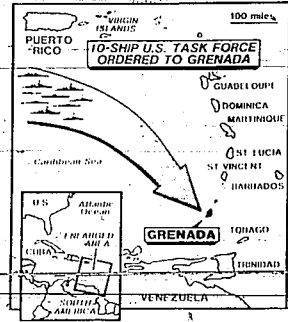 100 miles
VIRGIN
ISLANDS
PUERTO
RICO
10-SHIP U.S. TASK FORCE
ORDERED TO GRENADA
GUADELOUPE
DOMINICA
MARTINIQUE
Caribbean Sea
ST LUCIA
ST VINCENT
BARBADOS
U S
Atlantic
Ocean
ENLARGED
AREA
GRENADA
TOBAGO
CUBA
TRINIDAD
VENEZUELA
SOUTH
AMERICA